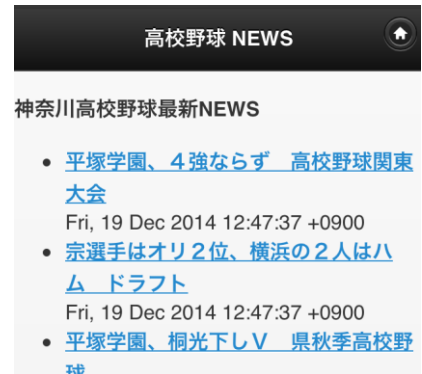 高校野球 NEWS
神奈川高校野球最新NEWS
平塚学園、４強ならず　高校野球関東
大会
Fri, 19 Dec 2014 12:47:37 +0900
宗選手はオリ２位、横浜の２人はハ
ム　ドラフト
Fri, 19 Dec 2014 12:47:37 +0900
平塚学園、桐光下しＶ　県秋季高校野
球